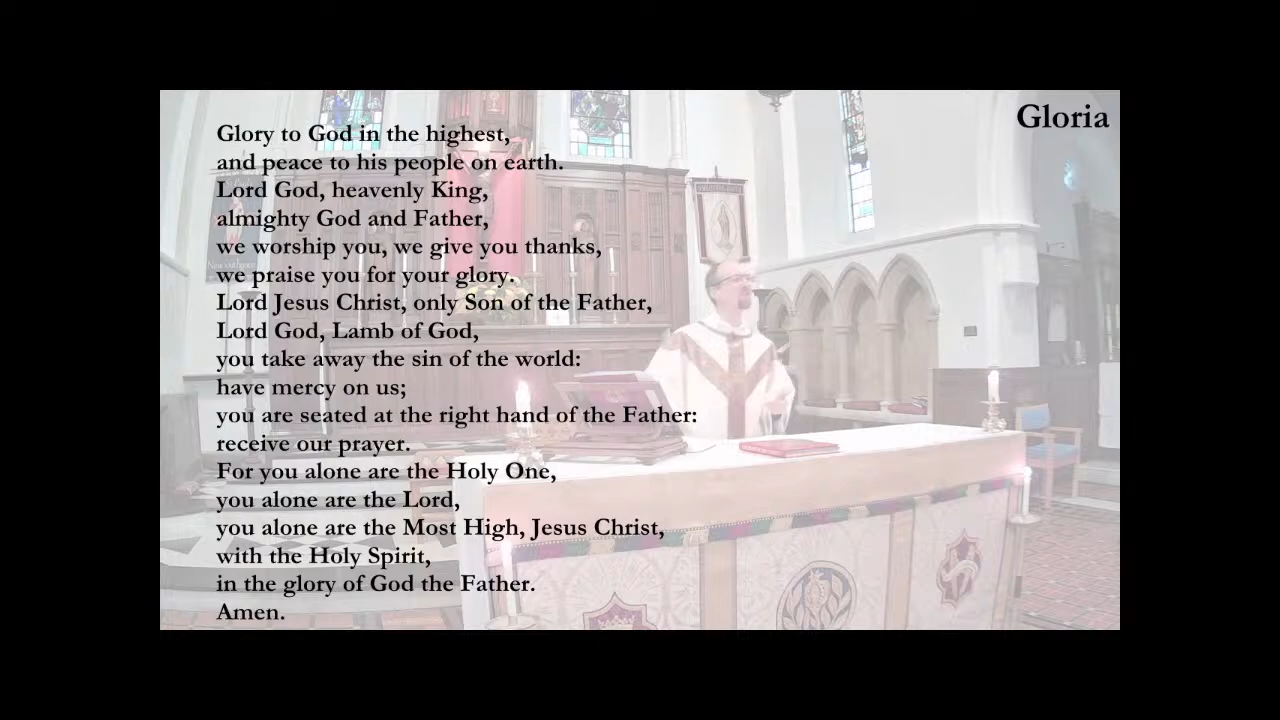 Gloria
Glory to God in the highest,
and peace to his people on earth.
Lord God, heavenly King,
almighty God and Father,
we worship you, we give you thanks,
we praise you for your glory.
Lord Jesus Christ, only Son of the Father,
Lord God, Lamb of God,
you take away the sin of the world:
have mercy on us;
you are seated at the right hand of the Father:
receive our prayer.
For you alone are the Holy One,
you alone are the Lord,
you alone are the Most High, Jesus Christ,
with the Holy Spirit,
in the glory of God the Father.
Amen.